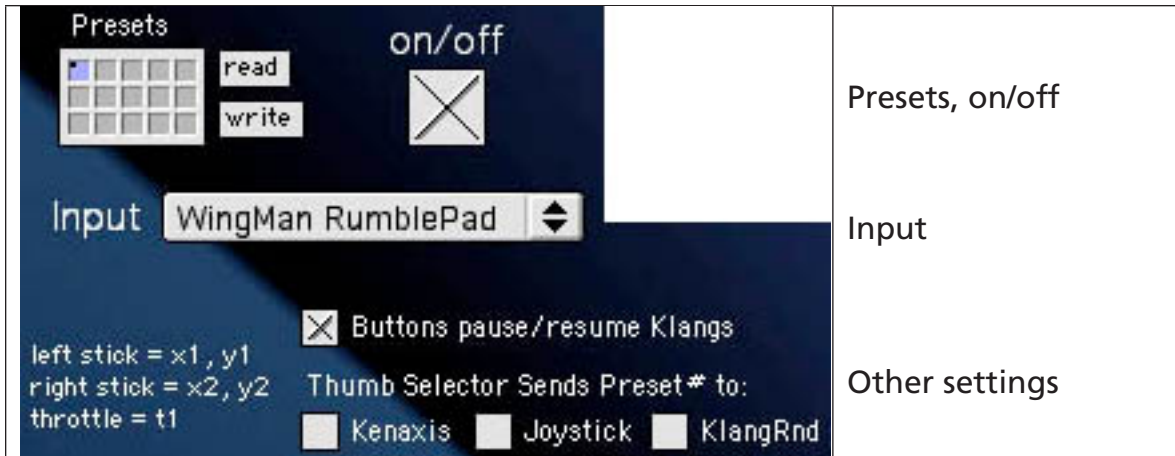 Presets
on/off
read
write
Presets, on/off
Input WingMan RumblePad
Input
Buttons pause/resume Klangs
left stick = x1, y1
right stick = x2, y2
throttle = t1
Thumb Selector Sends Preset# to:
Kenaxis Joystick KlangRnd
Other settings